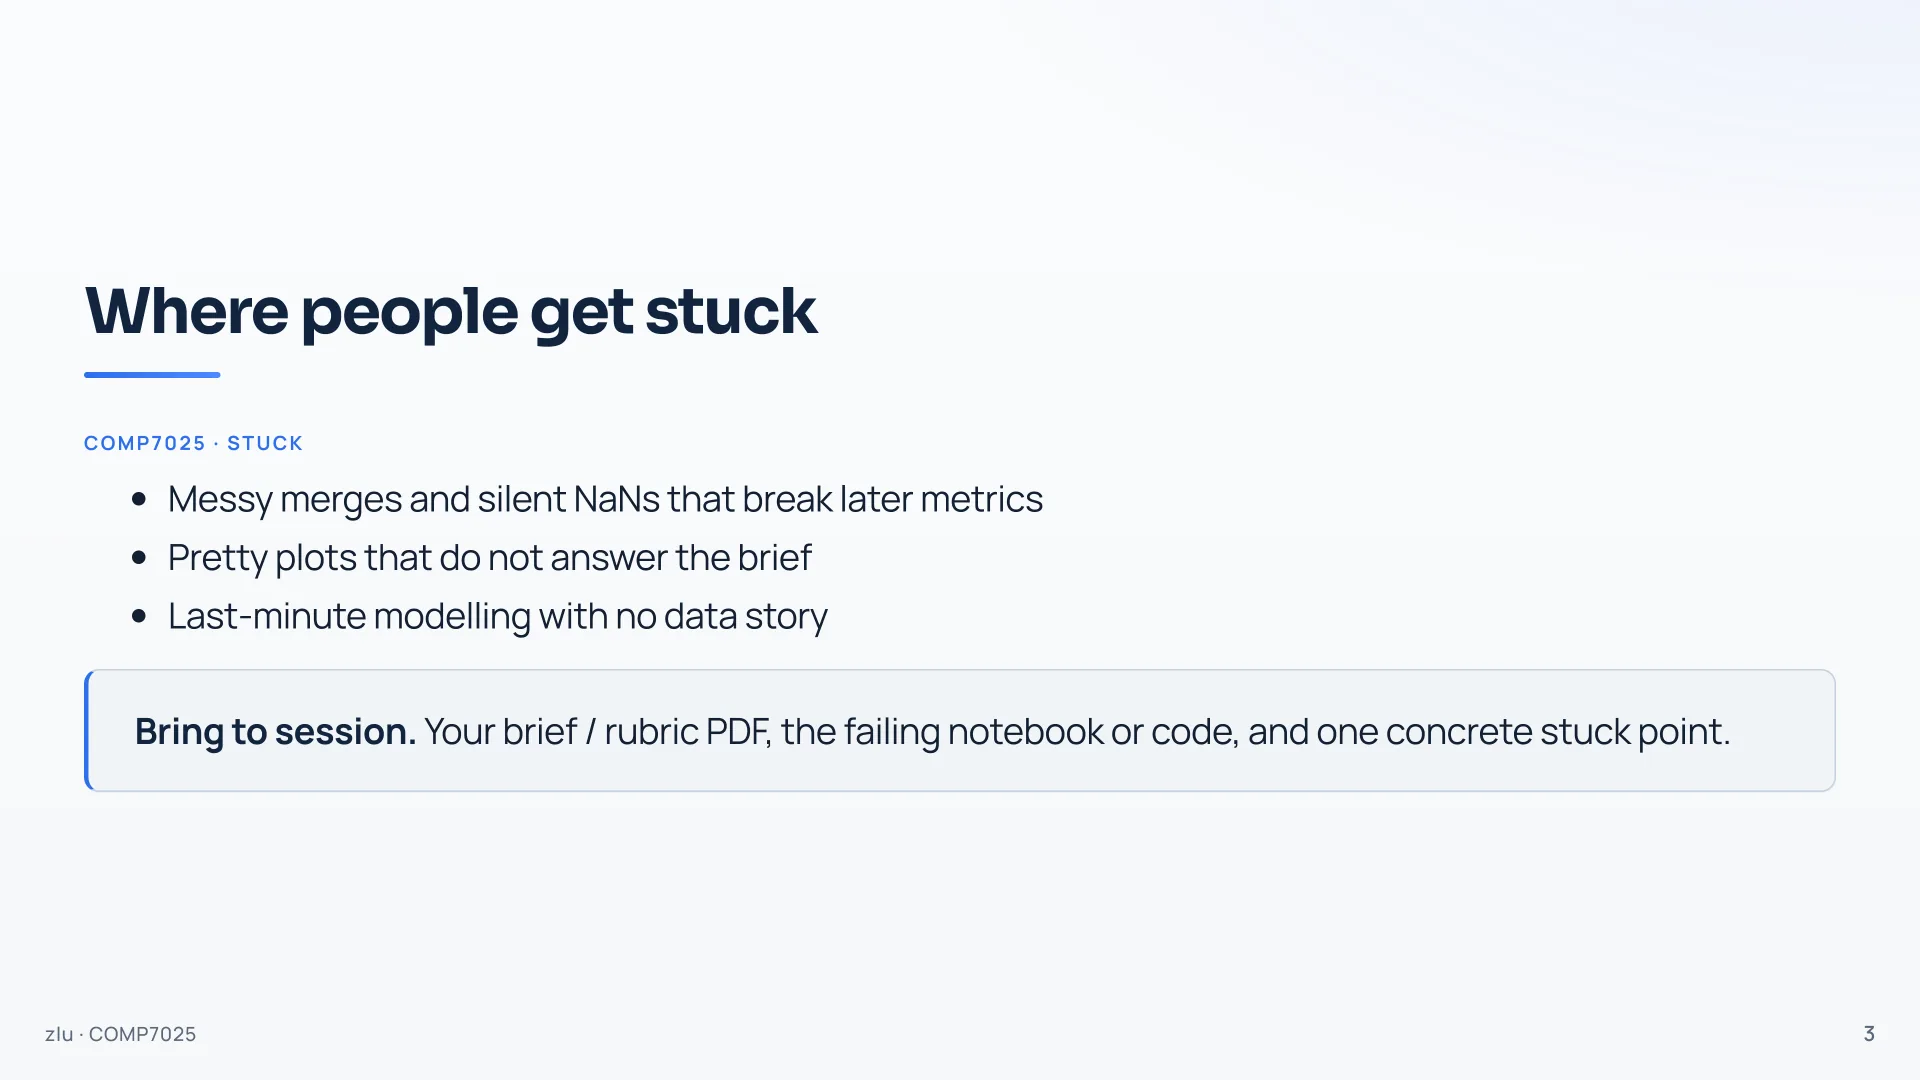 Where people get stuck
COMP7025 · STUCK
• Messy merges and silent NaNs that break later metrics
• Pretty plots that do not answer the brief
• Last-minute modelling with no data story
Bring to session. Your brief / rubric PDF, the failing notebook or code, and one concrete stuck point.
zlu · COMP7025
3